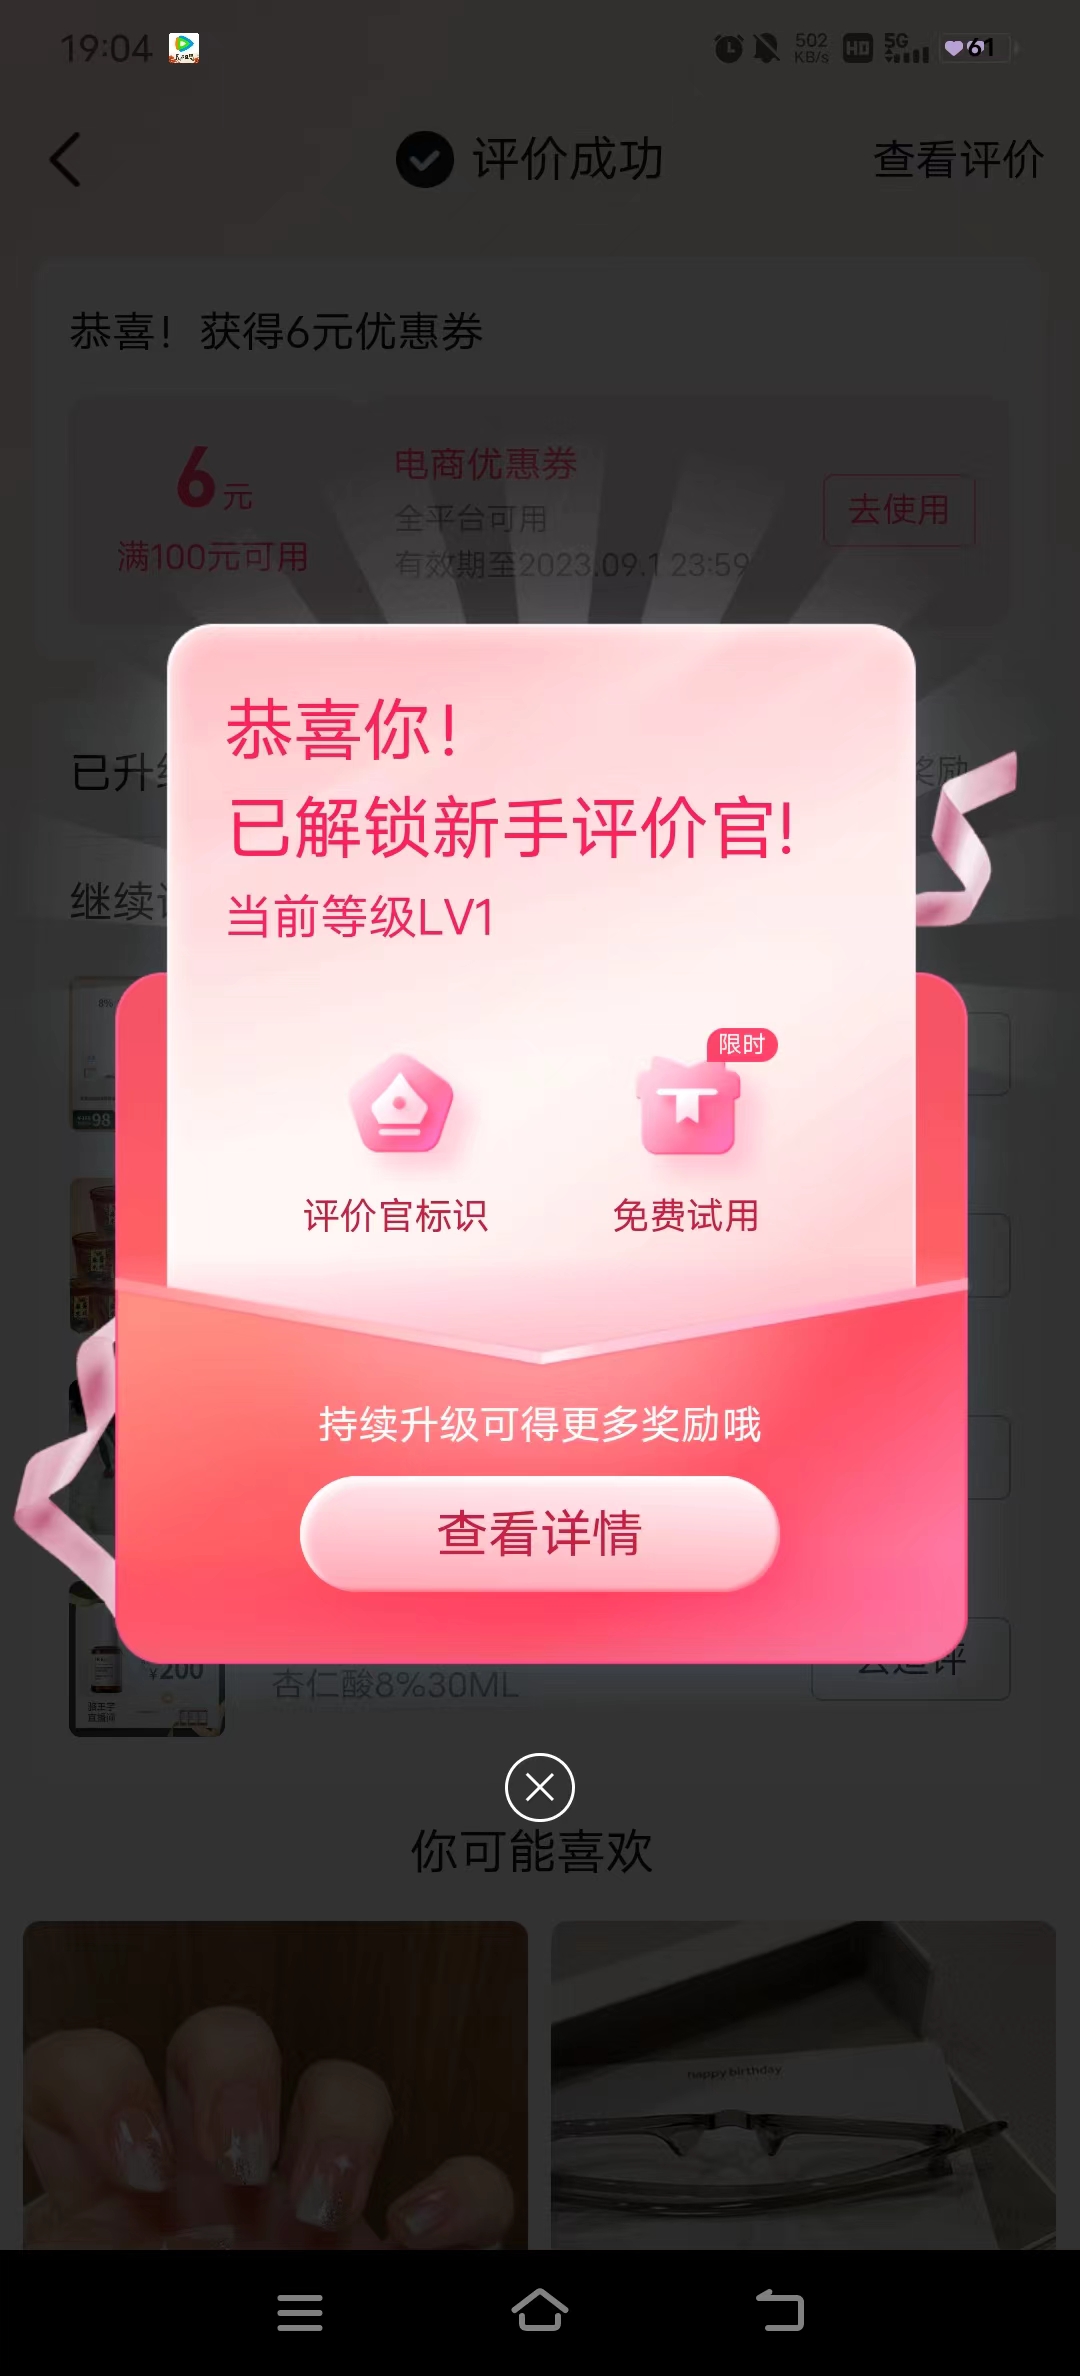 19:04
502
KB/s
HD
5G
61
评价成功
查看评价
恭喜！获得6元优惠券
6元
满100元可用
电商优惠券
全平台可用
有效期至2023.09.1 23:59
去使用
已升
奖励
继续
恭喜你！
已解锁新手评价官！
当前等级LV1
限时
评价官标识
免费试用
8%
98
持续升级可得更多奖励哦
查看详情
¥200
杏仁酸8%30ML
去追评
你可能喜欢
happy birthday